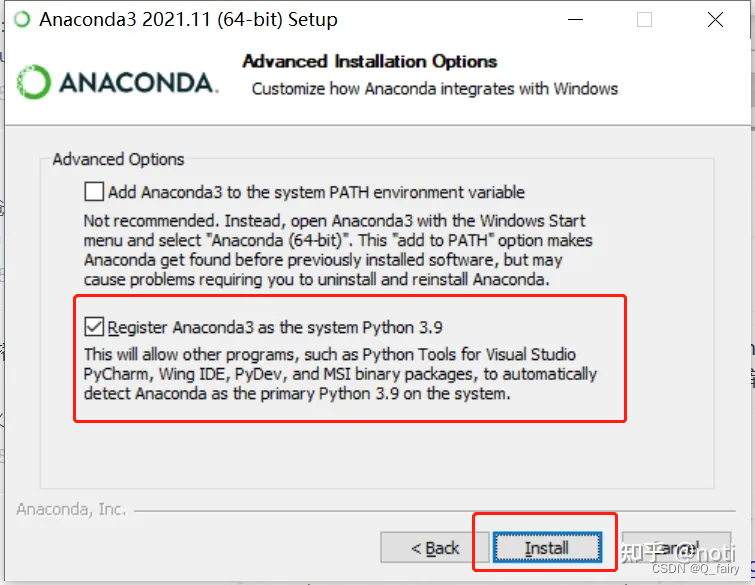 Anaconda3 2021.11 (64-bit) Setup
ANACONDA.
Advanced Installation Options
Customize how Anaconda integrates with Windows
Advanced Options
Add Anaconda3 to the system PATH environment variable
Not recommended. Instead, open Anaconda3 with the Windows Start
menu and select "Anaconda (64-bit)". This "add to PATH" option makes
Anaconda get found before previously installed software, but may
cause problems requiring you to uninstall and reinstall Anaconda.
Register Anaconda3 as the system Python 3.9
This will allow other programs, such as Python Tools for Visual Studio
PyCharm, Wing IDE, PyDev, and MSI binary packages, to automatically
detect Anaconda as the primary Python 3.9 on the system.
Anaconda, Inc.
< Back
Install
Cancel
知乎 @noti
CSDN @Q_fairy